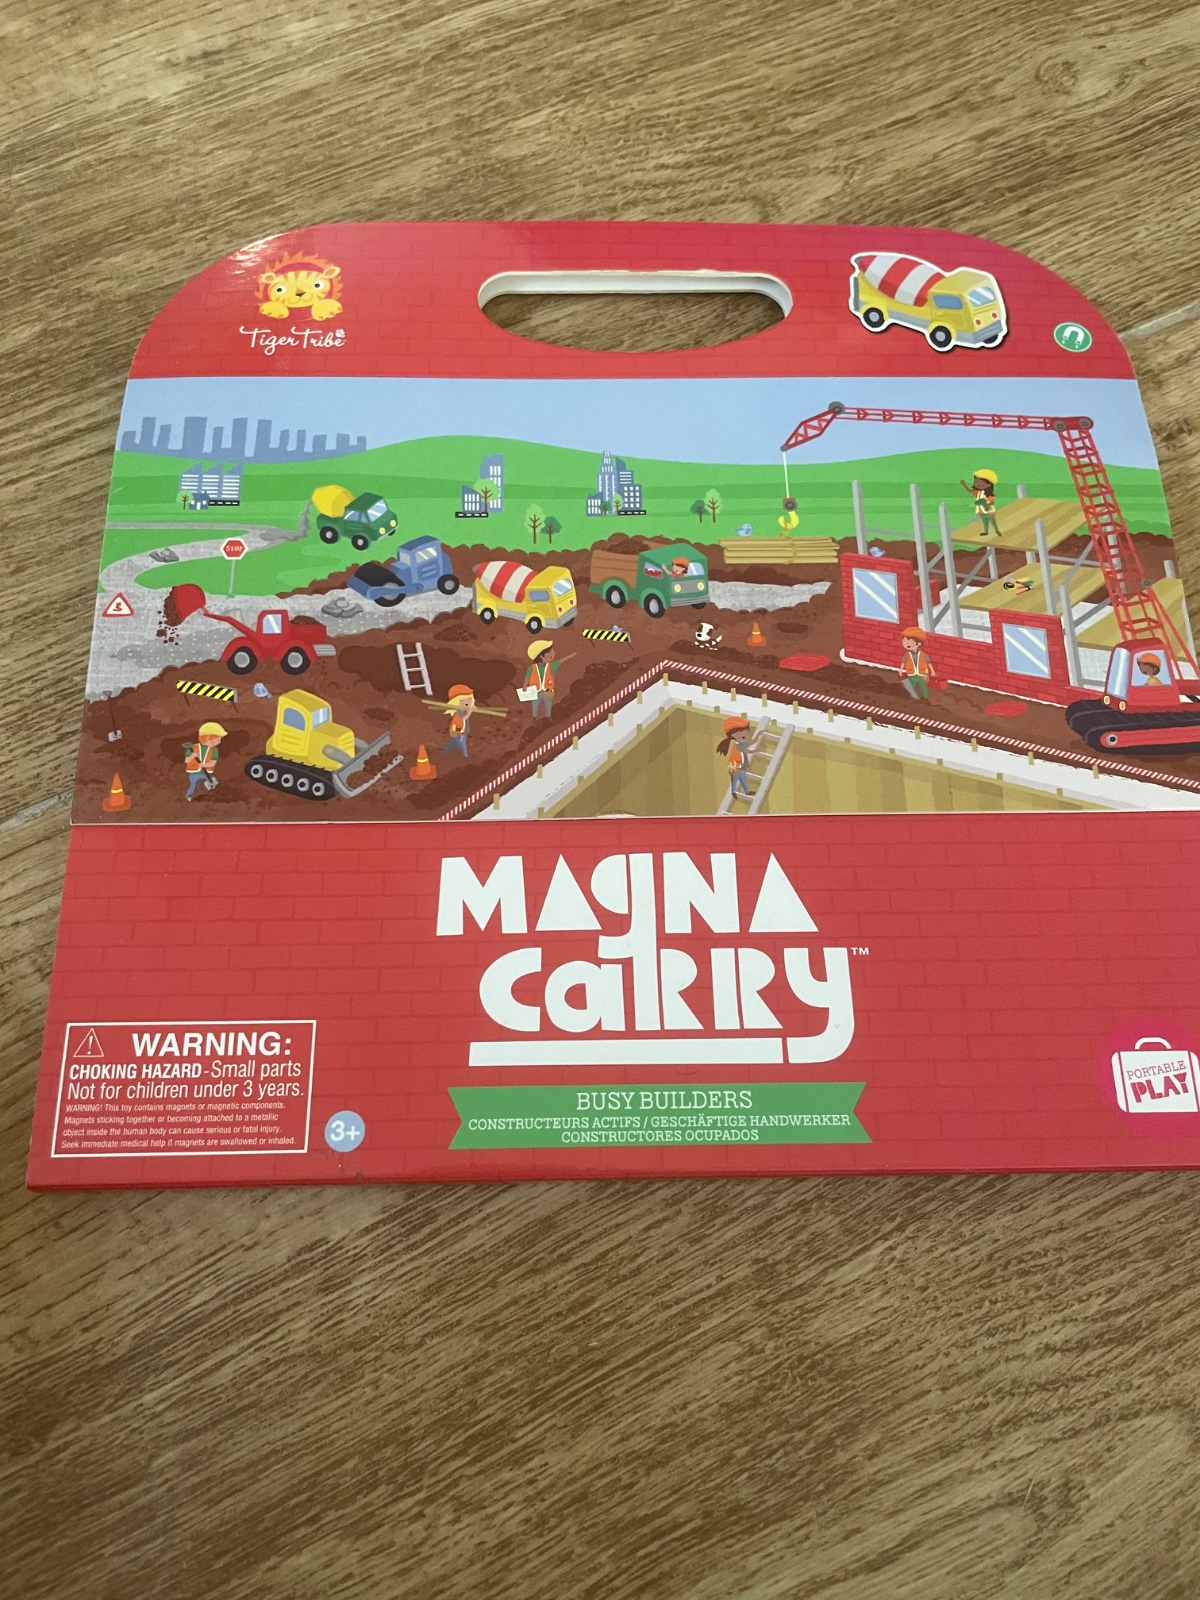 Tiger Tribe
STOP
MAGNA
CARRY™
WARNING:
CHOKING HAZARD - Small parts
Not for children under 3 years.
WARNING! This toy contains magnets or magnetic components.
Magnets sticking together or becoming attached to a metallic
object inside the human body can cause serious or fatal injury.
Seek immediate medical help if magnets are swallowed or inhaled.
3+
BUSY BUILDERS
CONSTRUCTEURS ACTIFS / GESCHÄFTIGE HANDWERKER
CONSTRUCTORES OCUPADOS
PORTABLE
PLAY